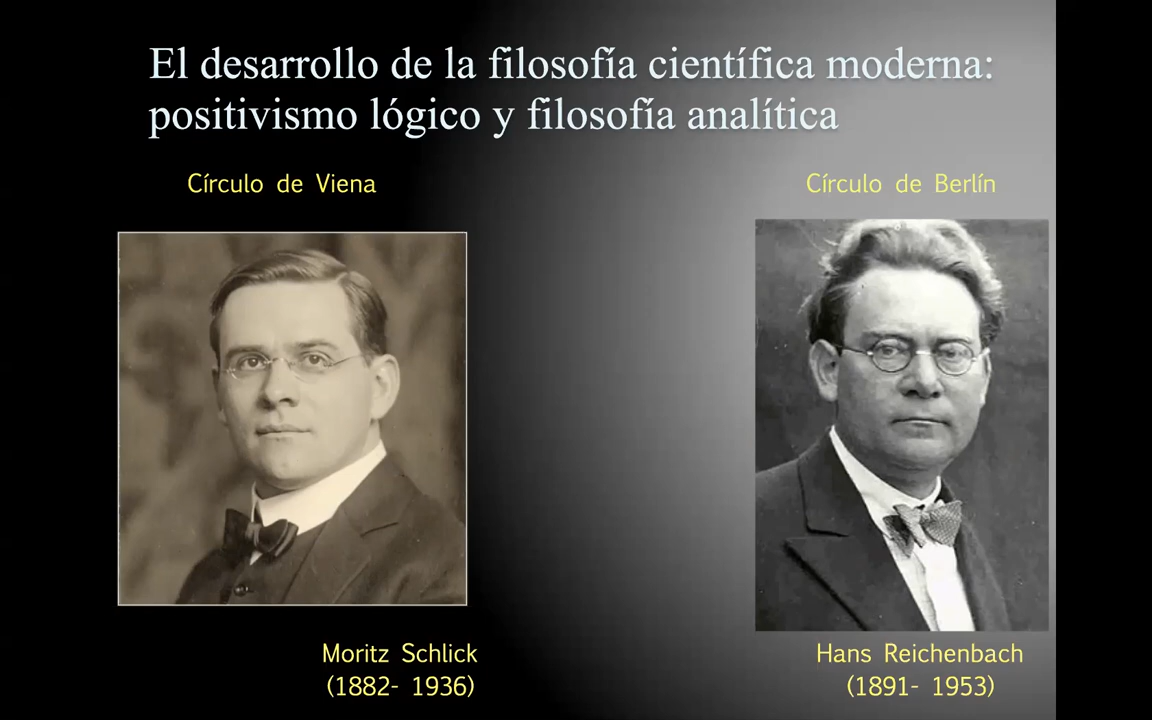 El desarrollo de la filosofía científica moderna:
positivismo lógico y filosofía analítica
Círculo de Viena
Círculo de Berlín
Moritz Schlick
(1882- 1936)
Hans Reichenbach
(1891- 1953)